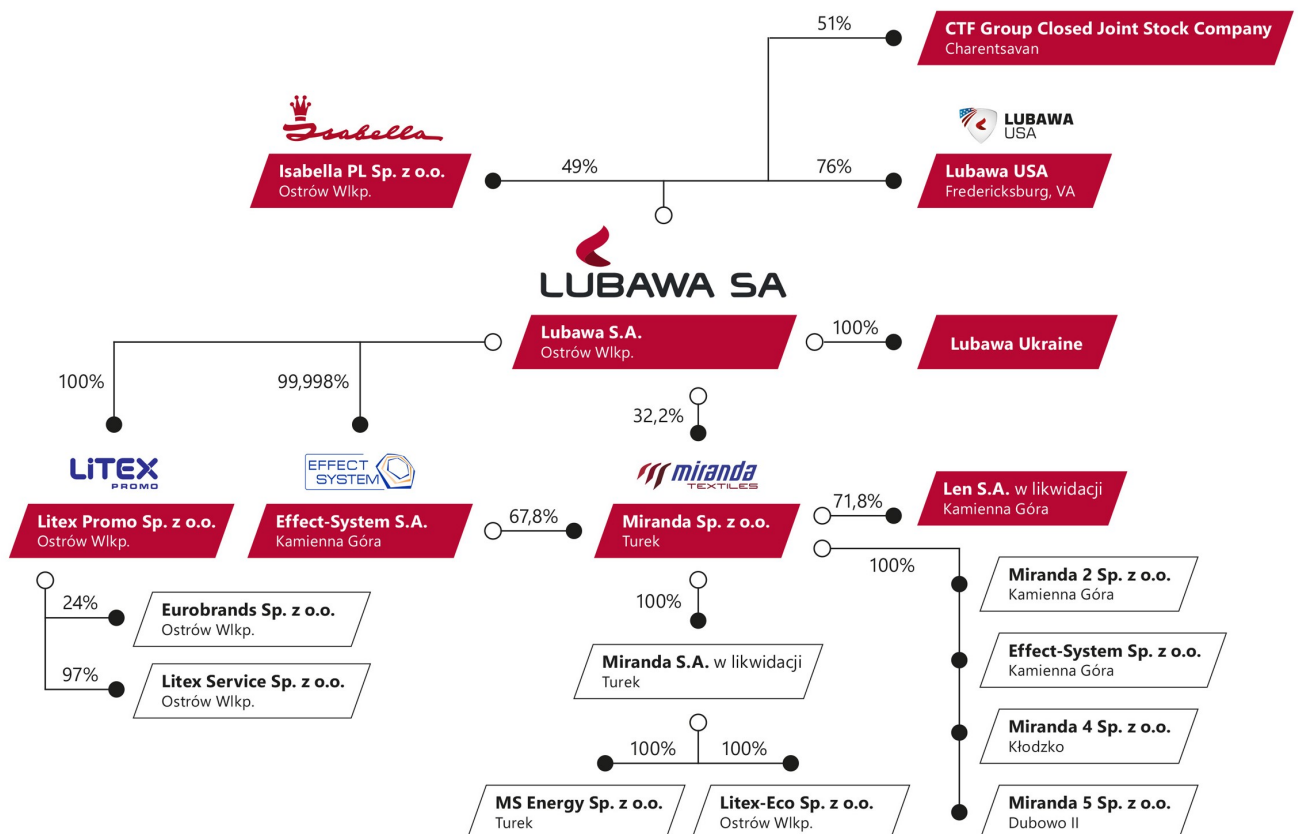 51%
CTF Group Closed Joint Stock Company
Charentsavan
Isabella
LUBAWA
USA
Isabella PL Sp. z o.o.
Ostrów Wlkp.
49%
76%
Lubawa USA
Fredericksburg, VA
LUBAWA SA
Lubawa S.A.
Ostrów Wlkp.
100%
Lubawa Ukraine
100%
99,998%
32,2%
LiTEX
PROMO
EFFECT
SYSTEM
miranda
TEXTILES
Litex Promo Sp. z o.o.
Ostrów Wlkp.
Effect-System S.A.
Kamienna Góra
67,8%
Miranda Sp. z o.o.
Turek
71,8%
Len S.A. w likwidacji
Kamienna Góra
100%
24%
Eurobrands Sp. z o.o.
Ostrów Wlkp.
97%
Litex Service Sp. z o.o.
Ostrów Wlkp.
100%
Miranda S.A. w likwidacji
Turek
Miranda 2 Sp. z o.o.
Kamienna Góra
Effect-System Sp. z o.o.
Kamienna Góra
Miranda 4 Sp. z o.o.
Kłodzko
Miranda 5 Sp. z o.o.
Dubowo II
100%
100%
MS Energy Sp. z o.o.
Turek
Litex-Eco Sp. z o.o.
Ostrów Wlkp.